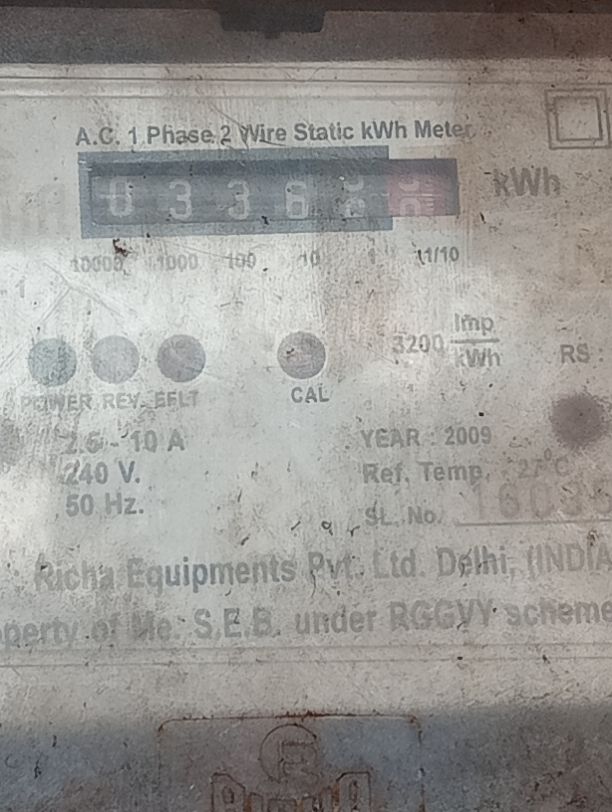 A.C. 1 Phase 2 Wire Static kWh Meter
0 3 3 6 kWh
10000 1000 100 10 1 1/10
3200 Imp
kWh
RS :
POWER REV. EFLT CAL
2.5 - 10 A YEAR : 2009
240 V. Ref. Temp. : 27°C
50 Hz. SL. No. 1603
Richa Equipments Pvt. Ltd. Delhi, (INDIA
perty of Me. S.E.B. under RGGVY scheme